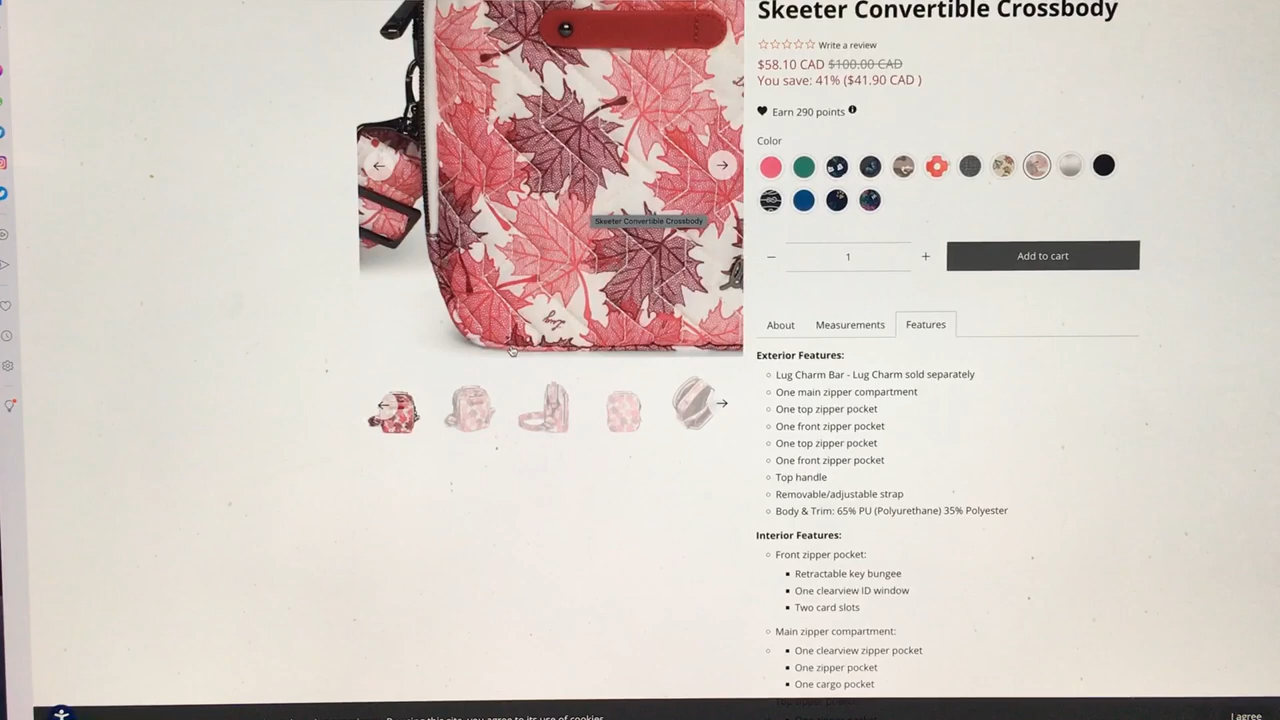 Skeeter Convertible Crossbody
Write a review
$58.10 CAD $100.00 CAD
You save: 41% ($41.90 CAD )
Earn 290 points
Color
Skeeter Convertible Crossbody
lug
− 1 + Add to cart
About Measurements Features
Exterior Features:
Lug Charm Bar - Lug Charm sold separately
One main zipper compartment
One top zipper pocket
One front zipper pocket
One top zipper pocket
One front zipper pocket
Top handle
Removable/adjustable strap
Body & Trim: 65% PU (Polyurethane) 35% Polyester
Interior Features:
Front zipper pocket:
Retractable key bungee
One clearview ID window
Two card slots
Main zipper compartment:
One clearview zipper pocket
One zipper pocket
One cargo pocket
using this site, you agree to its use of cookies
I agree